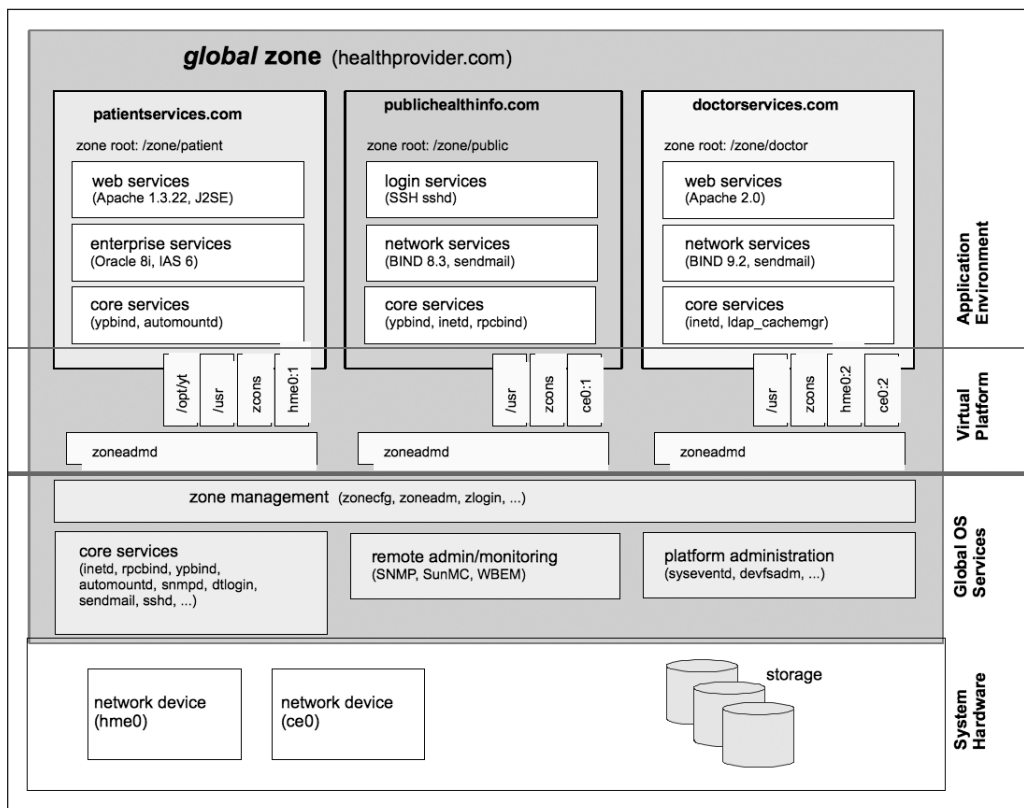 global zone (healthprovider.com)
patientservices.com
zone root: /zone/patient
web services
(Apache 1.3.22, J2SE)
enterprise services
(Oracle 8i, IAS 6)
core services
(ypbind, automountd)
publichealthinfo.com
zone root: /zone/public
login services
(SSH sshd)
network services
(BIND 8.3, sendmail)
core services
(ypbind, inetd, rpcbind)
doctorservices.com
zone root: /zone/doctor
web services
(Apache 2.0)
network services
(BIND 9.2, sendmail)
core services
(inetd, ldap_cachemgr)
Application
Environment
/opt/yt
/usr
zcons
hme0:1
zoneadmd
/usr
zcons
ce0:1
zoneadmd
/usr
zcons
hme0:2
ce0:2
zoneadmd
Virtual
Platform
zone management (zonecfg, zoneadm, zlogin, ...)
core services
(inetd, rpcbind, ypbind,
automountd, snmpd, dtlogin,
sendmail, sshd, ...)
remote admin/monitoring
(SNMP, SunMC, WBEM)
platform administration
(syseventd, devfsadm, ...)
Global OS
Services
network device
(hme0)
network device
(ce0)
storage
System
Hardware